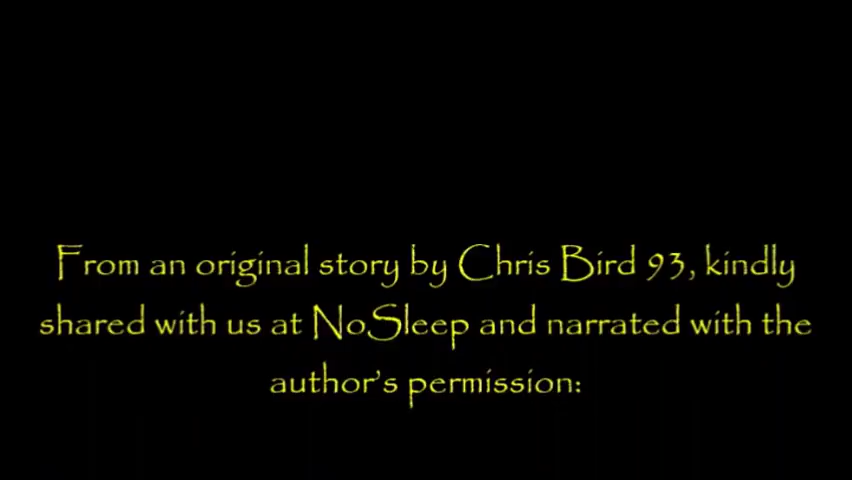 From an original story by Chris Bird 93, kindly
shared with us at NoSleep and narrated with the
author's permission: